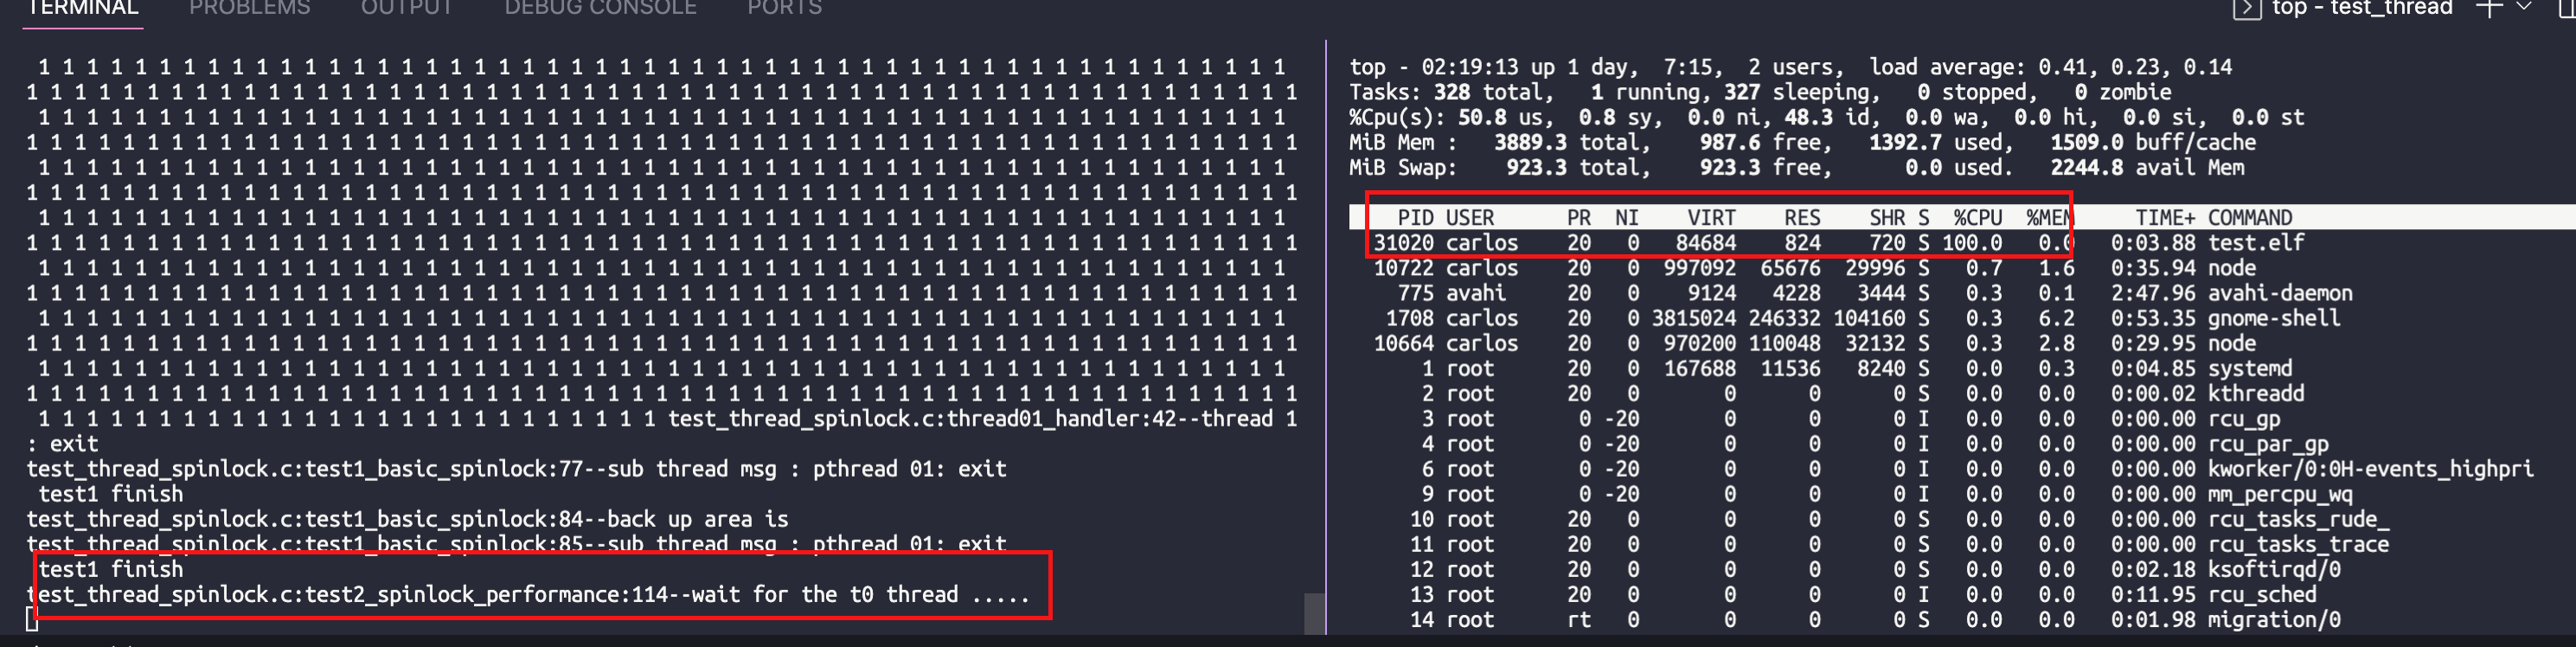 TERMINAL PROBLEMS OUTPUT DEBUG CONSOLE PORTS
top - test_thread
1 1 1 1 1 1 1 1 1 1 1 1 1 1 1 1 1 1 1 1 1 1 1 1 1 1 1 1 1 1 1 1 1 1 1 1 1 1 1 1 1 1 1 1 1 1 1 1 1 1 1 1
1 1 1 1 1 1 1 1 1 1 1 1 1 1 1 1 1 1 1 1 1 1 1 1 1 1 1 1 1 1 1 1 1 1 1 1 1 1 1 1 1 1 1 1 1 1 1 1 1 1 1 1 1
1 1 1 1 1 1 1 1 1 1 1 1 1 1 1 1 1 1 1 1 1 1 1 1 1 1 1 1 1 1 1 1 1 1 1 1 1 1 1 1 1 1 1 1 1 1 1 1 1 1 1 1
1 1 1 1 1 1 1 1 1 1 1 1 1 1 1 1 1 1 1 1 1 1 1 1 1 1 1 1 1 1 1 1 1 1 1 1 1 1 1 1 1 1 1 1 1 1 1 1 1 1 1 1 1
1 1 1 1 1 1 1 1 1 1 1 1 1 1 1 1 1 1 1 1 1 1 1 1 1 1 1 1 1 1 1 1 1 1 1 1 1 1 1 1 1 1 1 1 1 1 1 1 1 1 1 1
1 1 1 1 1 1 1 1 1 1 1 1 1 1 1 1 1 1 1 1 1 1 1 1 1 1 1 1 1 1 1 1 1 1 1 1 1 1 1 1 1 1 1 1 1 1 1 1 1 1 1 1 1
1 1 1 1 1 1 1 1 1 1 1 1 1 1 1 1 1 1 1 1 1 1 1 1 1 1 1 1 1 1 1 1 1 1 1 1 1 1 1 1 1 1 1 1 1 1 1 1 1 1 1 1
1 1 1 1 1 1 1 1 1 1 1 1 1 1 1 1 1 1 1 1 1 1 1 1 1 1 1 1 1 1 1 1 1 1 1 1 1 1 1 1 1 1 1 1 1 1 1 1 1 1 1 1 1
1 1 1 1 1 1 1 1 1 1 1 1 1 1 1 1 1 1 1 1 1 1 1 1 1 1 1 1 1 1 1 1 1 1 1 1 1 1 1 1 1 1 1 1 1 1 1 1 1 1 1 1
1 1 1 1 1 1 1 1 1 1 1 1 1 1 1 1 1 1 1 1 1 1 1 1 1 1 1 1 1 1 1 1 1 1 1 1 1 1 1 1 1 1 1 1 1 1 1 1 1 1 1 1 1
1 1 1 1 1 1 1 1 1 1 1 1 1 1 1 1 1 1 1 1 1 1 1 1 1 1 1 1 1 1 1 1 1 1 1 1 1 1 1 1 1 1 1 1 1 1 1 1 1 1 1 1
1 1 1 1 1 1 1 1 1 1 1 1 1 1 1 1 1 1 1 1 1 1 1 1 1 1 1 1 1 1 1 1 1 1 1 1 1 1 1 1 1 1 1 1 1 1 1 1 1 1 1 1 1
1 1 1 1 1 1 1 1 1 1 1 1 1 1 1 1 1 1 1 1 1 1 1 1 1 1 1 1 1 1 1 1 1 1 1 1 1 1 1 1 1 1 1 1 1 1 1 1 1 1 1 1
1 1 1 1 1 1 1 1 1 1 1 1 1 1 1 1 1 1 1 1 1 1 1 1 1 1 1 1 1 1 1 1 1 1 1 1 1 1 1 1 1 1 1 1 1 1 1 1 1 1 1 1 1
1 1 1 1 1 1 1 1 1 1 1 1 1 1 1 1 1 1 1 1 1 1 1 1 1 1 test_thread_spinlock.c:thread01_handler:42--thread 1
: exit
test_thread_spinlock.c:test1_basic_spinlock:77--sub thread msg : pthread 01: exit
test1 finish
test_thread_spinlock.c:test1_basic_spinlock:84--back up area is
test_thread_spinlock.c:test1_basic_spinlock:85--sub thread msg : pthread 01: exit
test1 finish
test_thread_spinlock.c:test2_spinlock_performance:114--wait for the t0 thread .....
top - 02:19:13 up 1 day,  7:15,  2 users,  load average: 0.41, 0.23, 0.14
Tasks: 328 total,   1 running, 327 sleeping,   0 stopped,   0 zombie
%Cpu(s): 50.8 us,  0.8 sy,  0.0 ni, 48.3 id,  0.0 wa,  0.0 hi,  0.0 si,  0.0 st
MiB Mem :   3889.3 total,    987.6 free,   1392.7 used,   1509.0 buff/cache
MiB Swap:    923.3 total,    923.3 free,      0.0 used.   2244.8 avail Mem
PID USER PR NI VIRT RES SHR S %CPU %MEM TIME+ COMMAND
31020 carlos 20 0 84684 824 720 S 100.0 0.0 0:03.88 test.elf
10722 carlos 20 0 997092 65676 29996 S 0.7 1.6 0:35.94 node
775 avahi 20 0 9124 4228 3444 S 0.3 0.1 2:47.96 avahi-daemon
1708 carlos 20 0 3815024 246332 104160 S 0.3 6.2 0:53.35 gnome-shell
10664 carlos 20 0 970200 110048 32132 S 0.3 2.8 0:29.95 node
1 root 20 0 167688 11536 8240 S 0.0 0.3 0:04.85 systemd
2 root 20 0 0 0 0 S 0.0 0.0 0:00.02 kthreadd
3 root 0 -20 0 0 0 I 0.0 0.0 0:00.00 rcu_gp
4 root 0 -20 0 0 0 I 0.0 0.0 0:00.00 rcu_par_gp
6 root 0 -20 0 0 0 I 0.0 0.0 0:00.00 kworker/0:0H-events_highpri
9 root 0 -20 0 0 0 I 0.0 0.0 0:00.00 mm_percpu_wq
10 root 20 0 0 0 0 S 0.0 0.0 0:00.00 rcu_tasks_rude_
11 root 20 0 0 0 0 S 0.0 0.0 0:00.00 rcu_tasks_trace
12 root 20 0 0 0 0 S 0.0 0.0 0:02.18 ksoftirqd/0
13 root 20 0 0 0 0 I 0.0 0.0 0:11.95 rcu_sched
14 root rt 0 0 0 0 S 0.0 0.0 0:01.98 migration/0